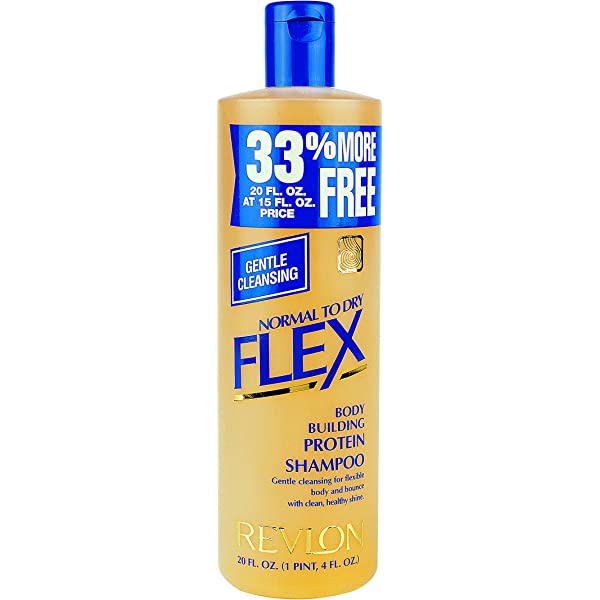 33% MORE
FREE
20 FL. OZ.
AT 15 FL. OZ.
PRICE
GENTLE
CLEANSING
NORMAL TO DRY
FLEX
BODY
BUILDING
PROTEIN
SHAMPOO
Gentle cleansing for flexible
body and bounce
with clean, healthy shine.
REVLON
20 FL. OZ. (1 PINT, 4 FL. OZ.)